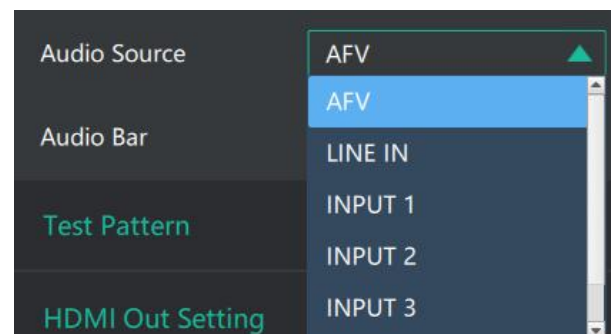 Audio Source
AFV
AFV
Audio Bar
LINE IN
INPUT 1
Test Pattern
INPUT 2
HDMI Out Setting
INPUT 3